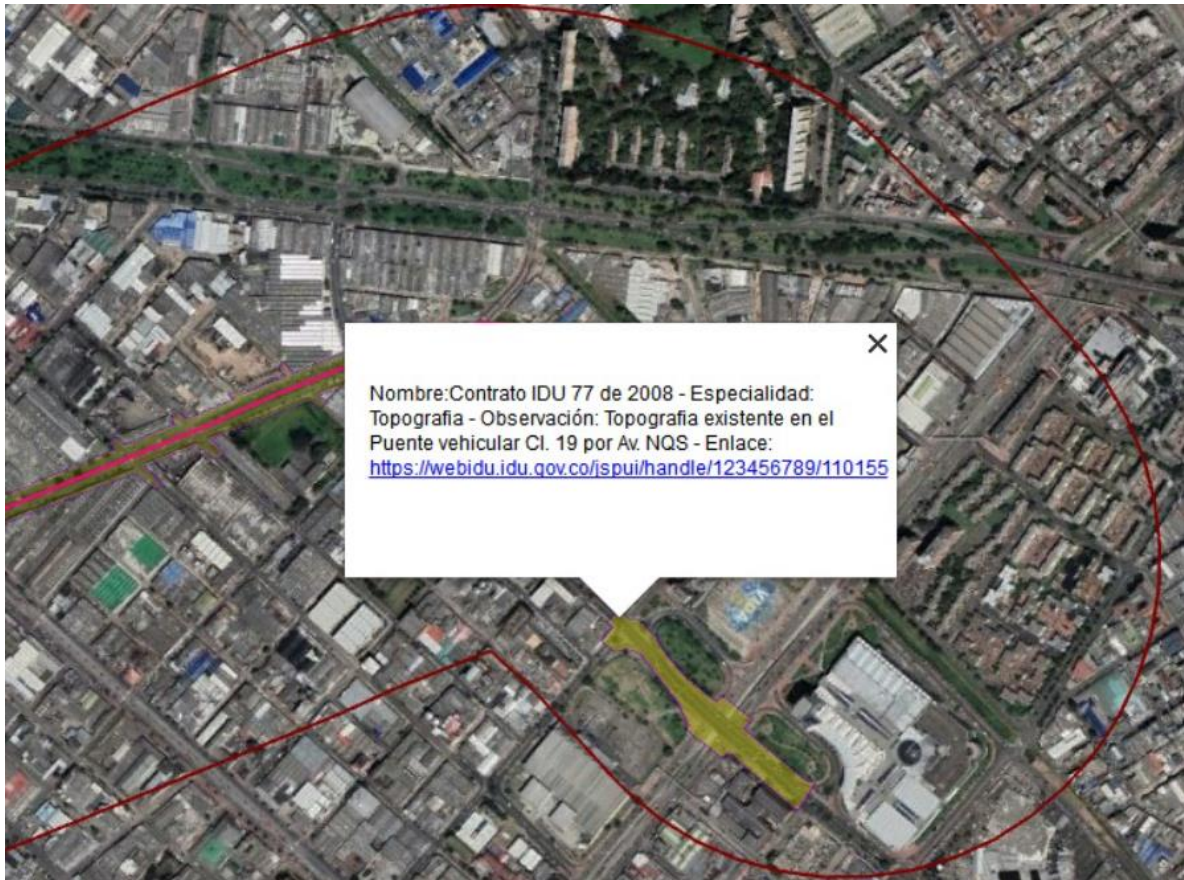 Nombre:Contrato IDU 77 de 2008 - Especialidad:
Topografia - Observación: Topografia existente en el
Puente vehicular Cl. 19 por Av. NQS - Enlace:
https://webidu.idu.gov.co/jspui/handle/123456789/110155